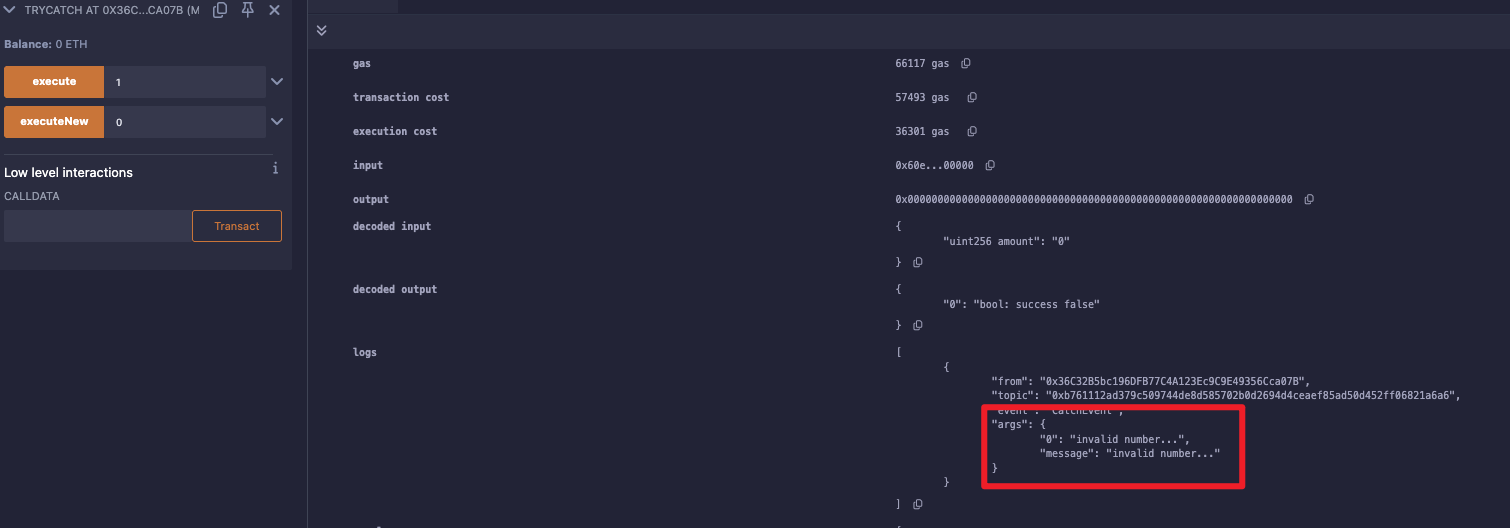 TRYCATCH AT 0X36C...CA07B (M
Balance: 0 ETH
execute 1
executeNew 0
Low level interactions
i
CALLDATA
Transact
gas 66117 gas
transaction cost 57493 gas
execution cost 36301 gas
input 0x60e...00000
output 0x0000000000000000000000000000000000000000000000000000000000000000
decoded input {
"uint256 amount": "0"
}
decoded output {
"0": "bool: success false"
}
logs [
{
"from": "0x36C32B5bc196DFB77C4A123Ec9C9E49356Cca07B",
"topic": "0xb761112ad379c509744de8d585702b0d2694d4ceaef85ad50d452ff06821a6a6",
"event": "CatchEvent",
"args": {
"0": "invalid number...",
"message": "invalid number..."
}
}
]